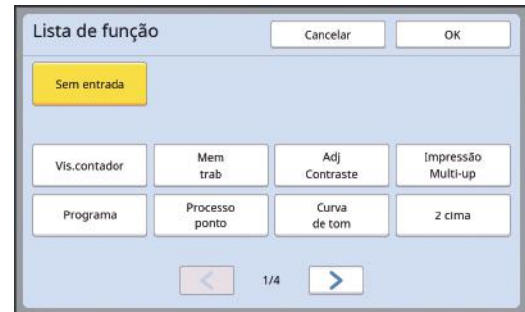 Lista de função
Cancelar
OK
Sem entrada
Vis.contador
Mem
trab
Adj
Contraste
Impressão
Multi-up
Programa
Processo
ponto
Curva
de tom
2 cima
1/4